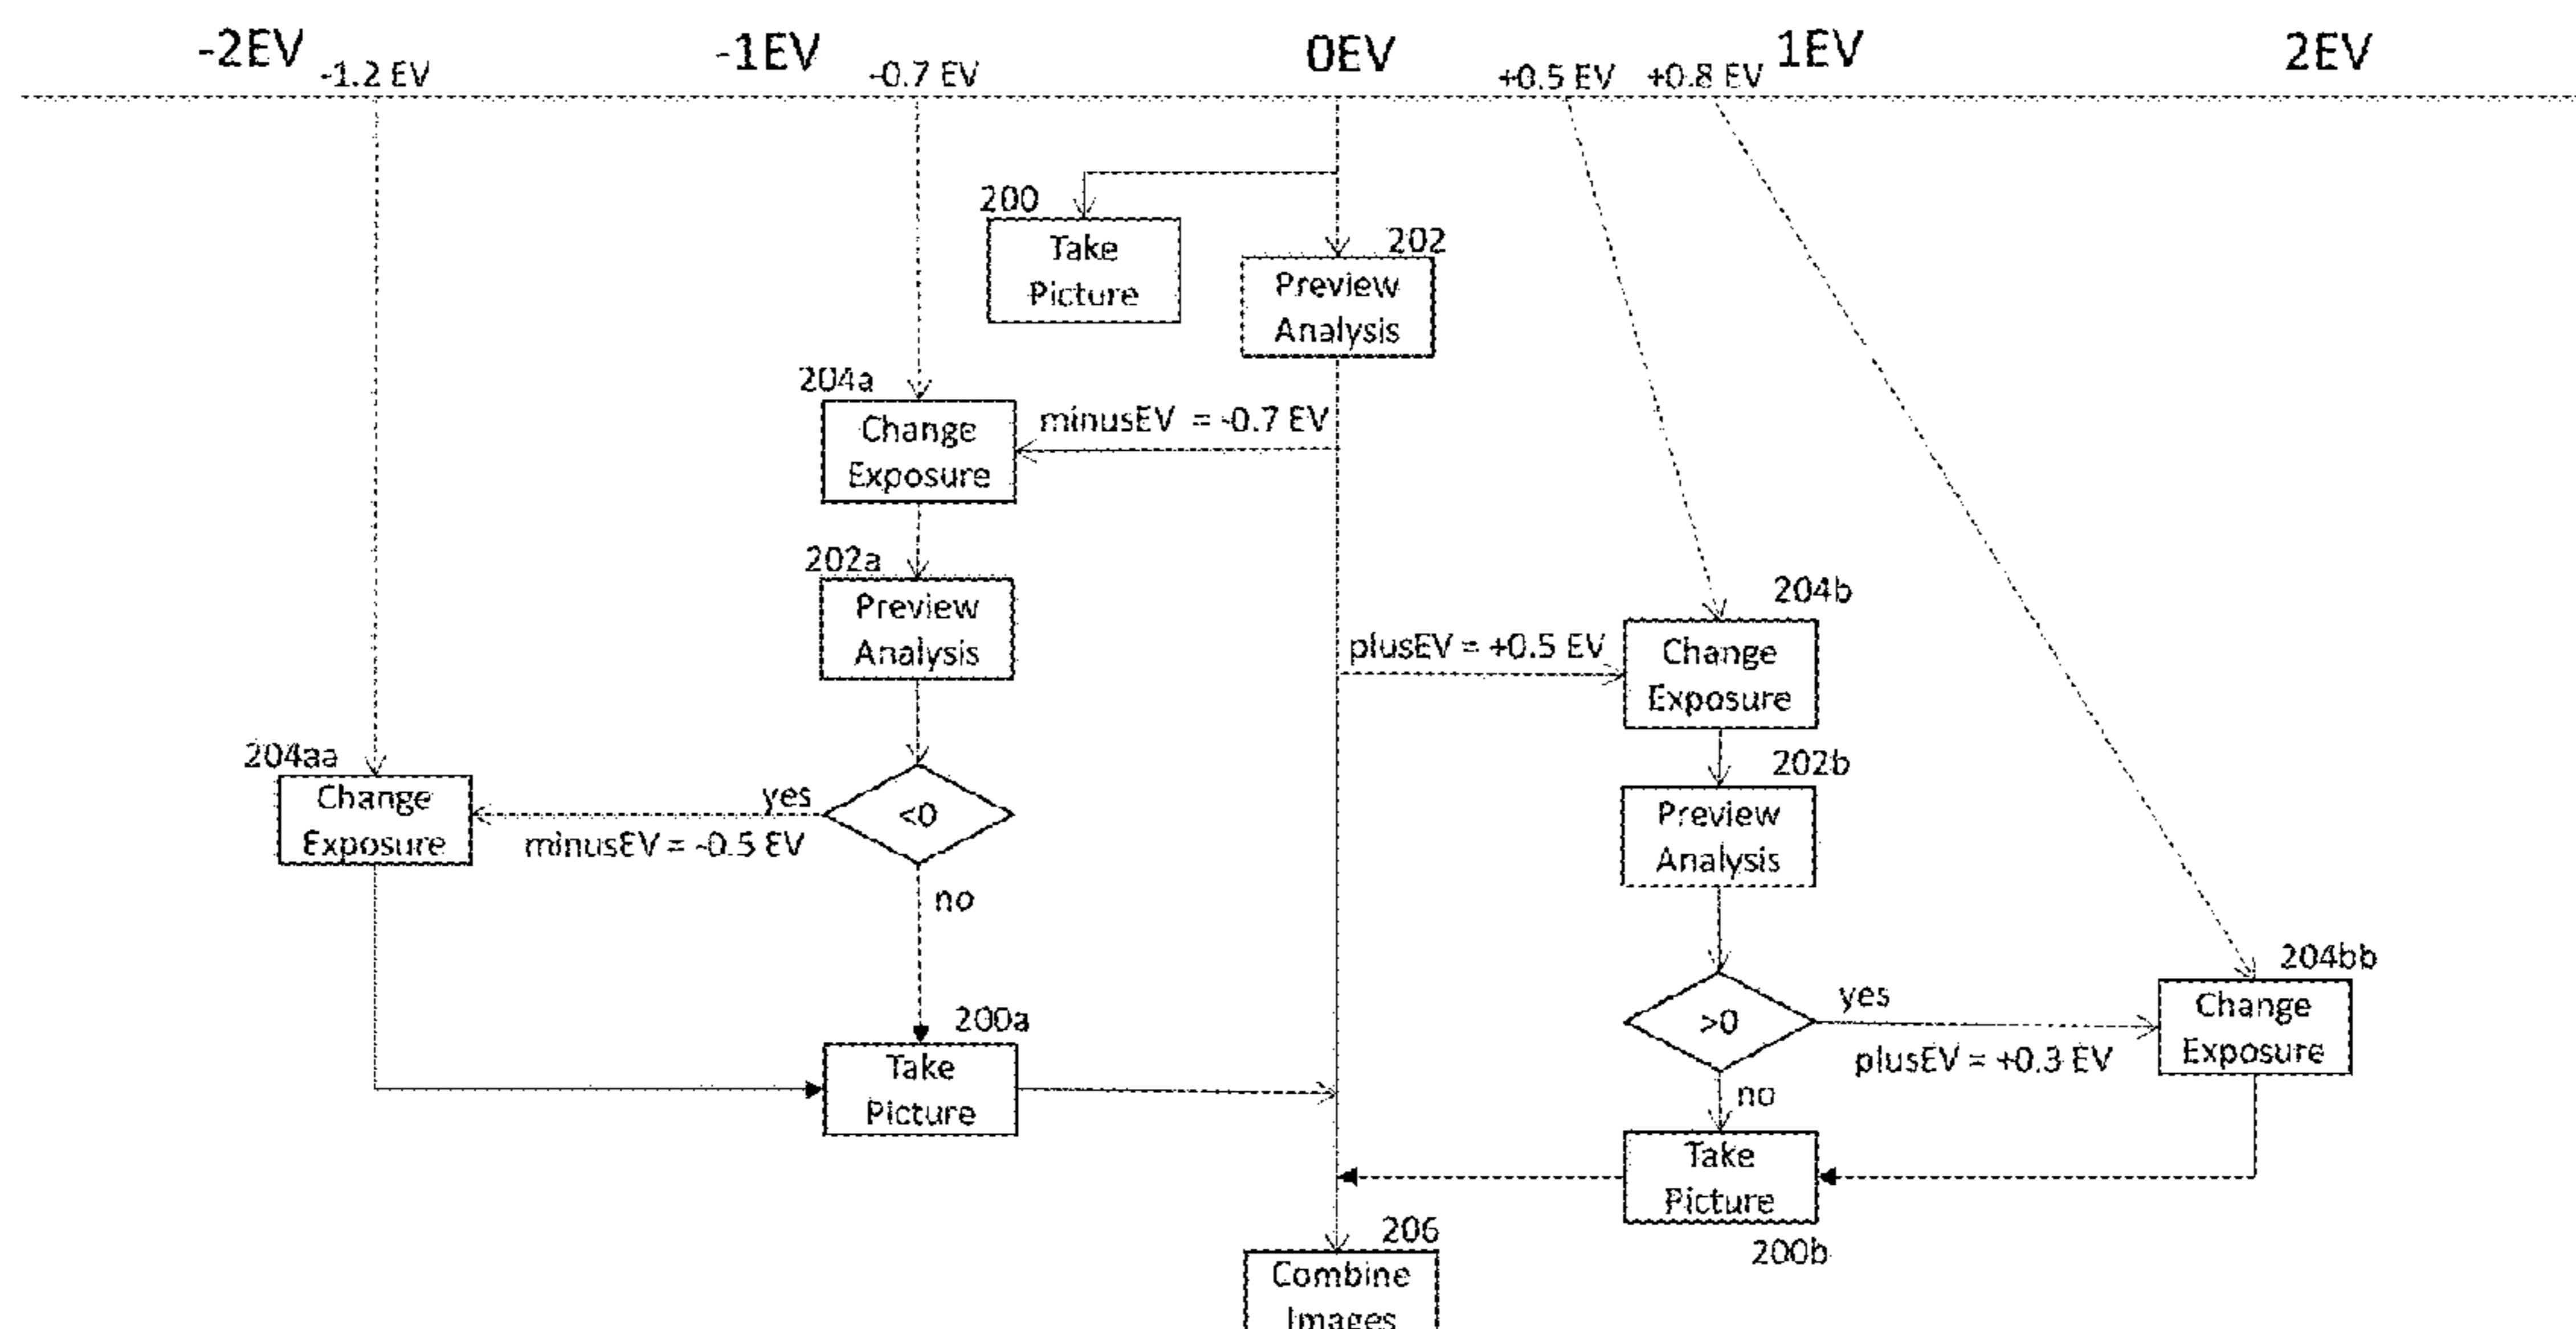 -2EV -1.2 EV -1EV -0.7 EV 0EV +0.5 EV +0.8 EV 1EV 2EV
200
Take
Picture
202
Preview
Analysis
204a
Change
Exposure
minusEV = -0.7 EV
202a
Preview
Analysis
204b
Change
Exposure
plusEV = +0.5 EV
204aa
Change
Exposure
yes
minusEV = -0.5 EV
<0
no
202b
Preview
Analysis
204bb
Change
Exposure
>0
yes
plusEV = +0.3 EV
no
200a
Take
Picture
Take
Picture
200b
206
Combine
Images